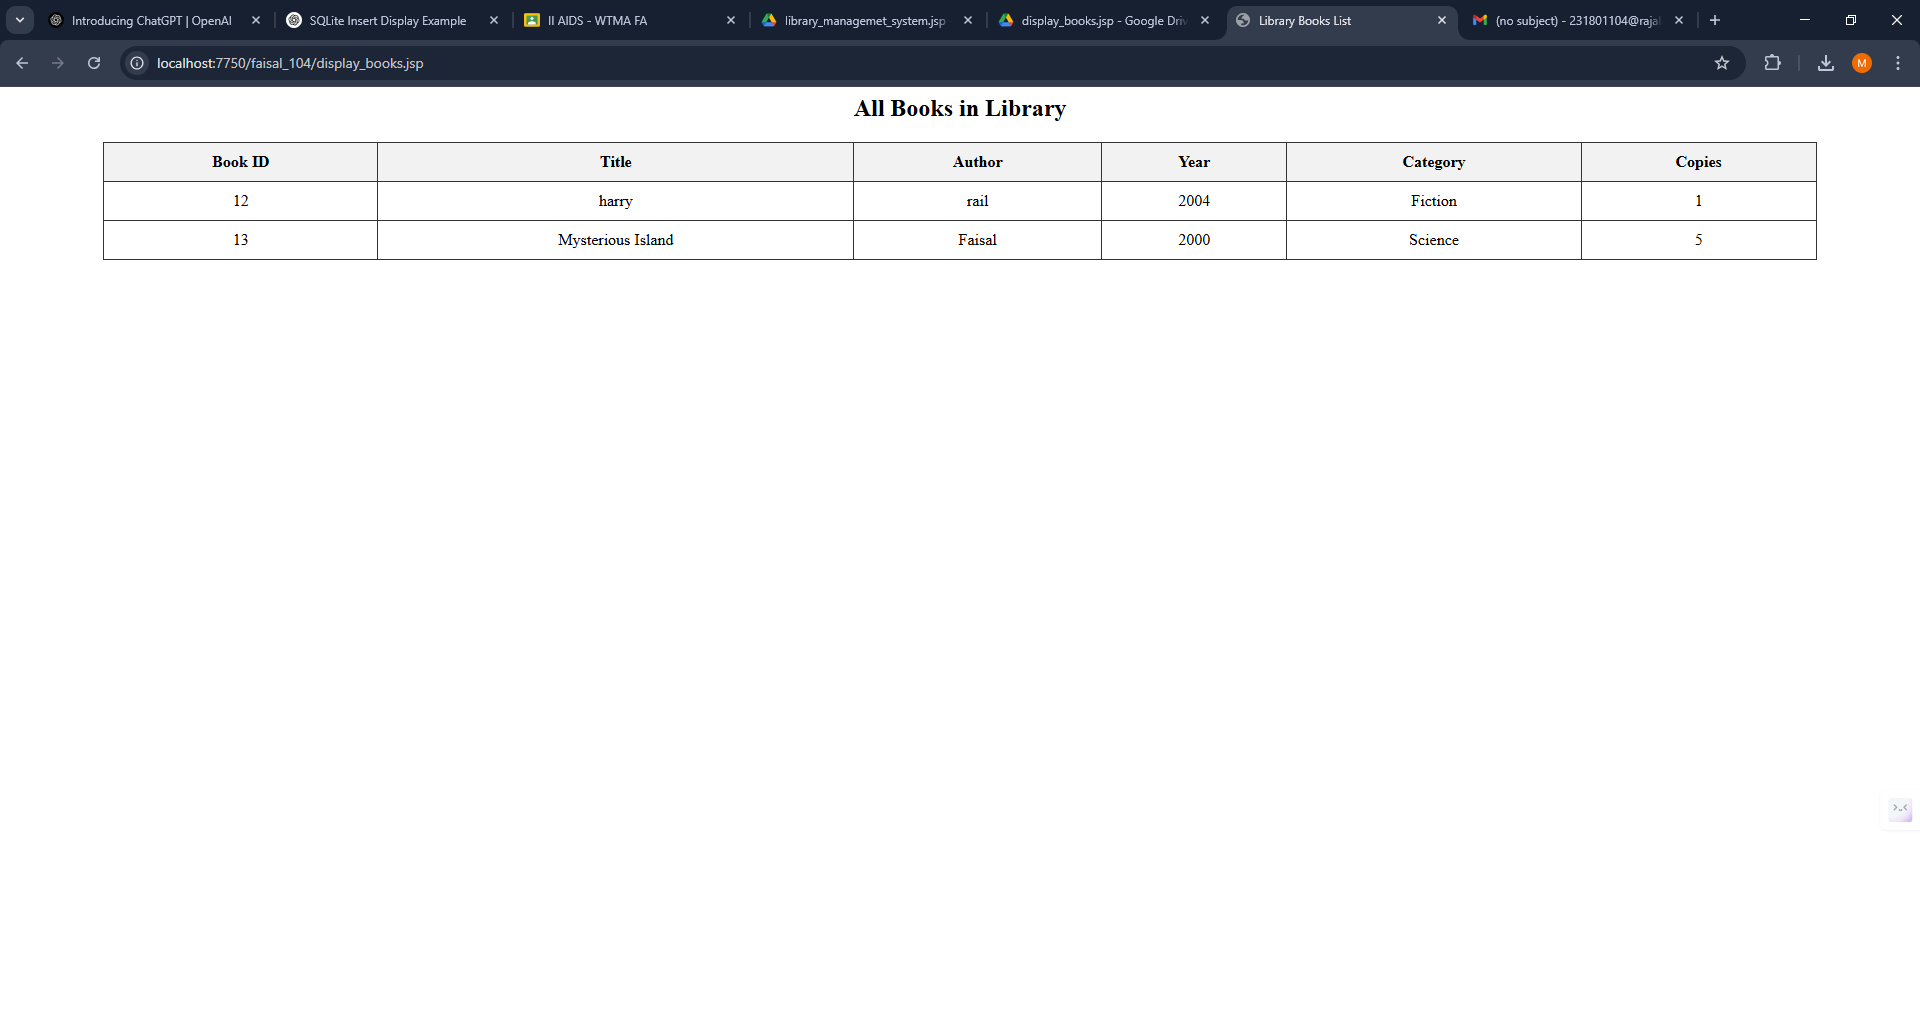 Introducing ChatGPT | OpenAI
SQLite Insert Display Example
II AIDS - WTMA FA
library_managemet_system.jsp
display_books.jsp - Google Driv
Library Books List
(no subject) - 231801104@raja
localhost:7750/faisal_104/display_books.jsp
M
All Books in Library
Book ID Title Author Year Category Copies
12 harry rail 2004 Fiction 1
13 Mysterious Island Faisal 2000 Science 5